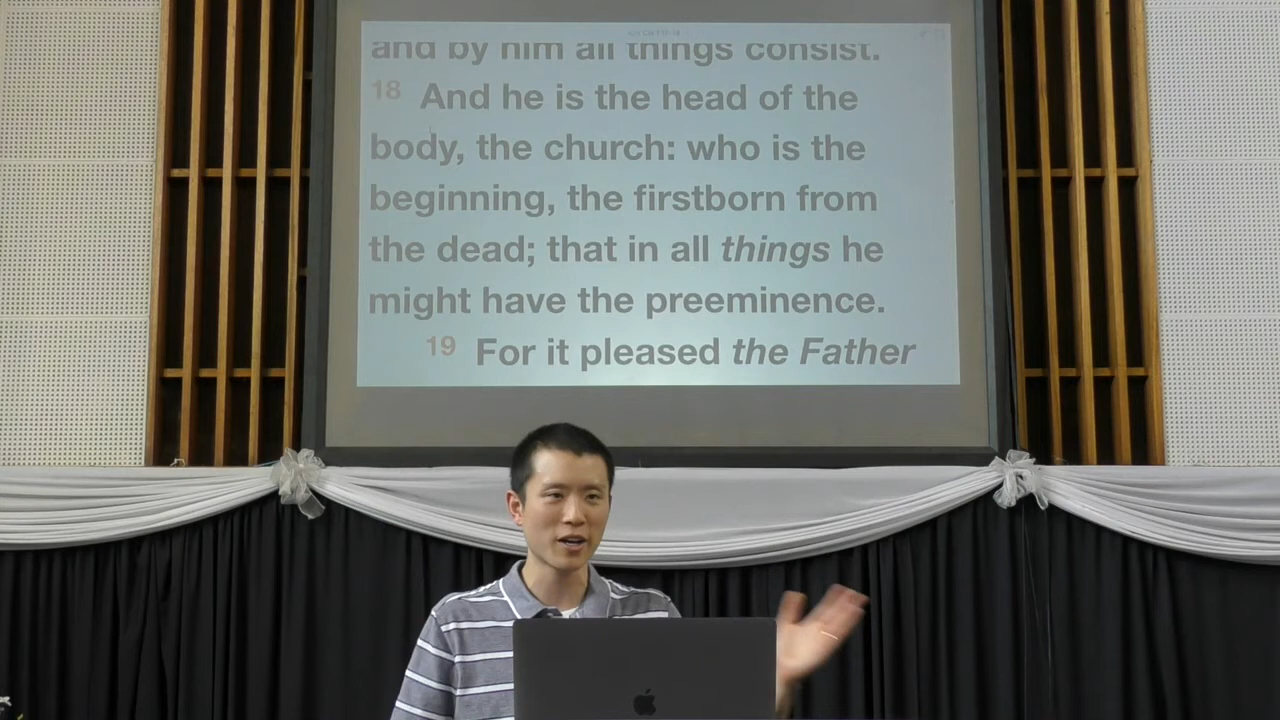 and by him all things consist.
18 And he is the head of the
body, the church: who is the
beginning, the firstborn from
the dead; that in all things he
might have the preeminence.
19 For it pleased the Father